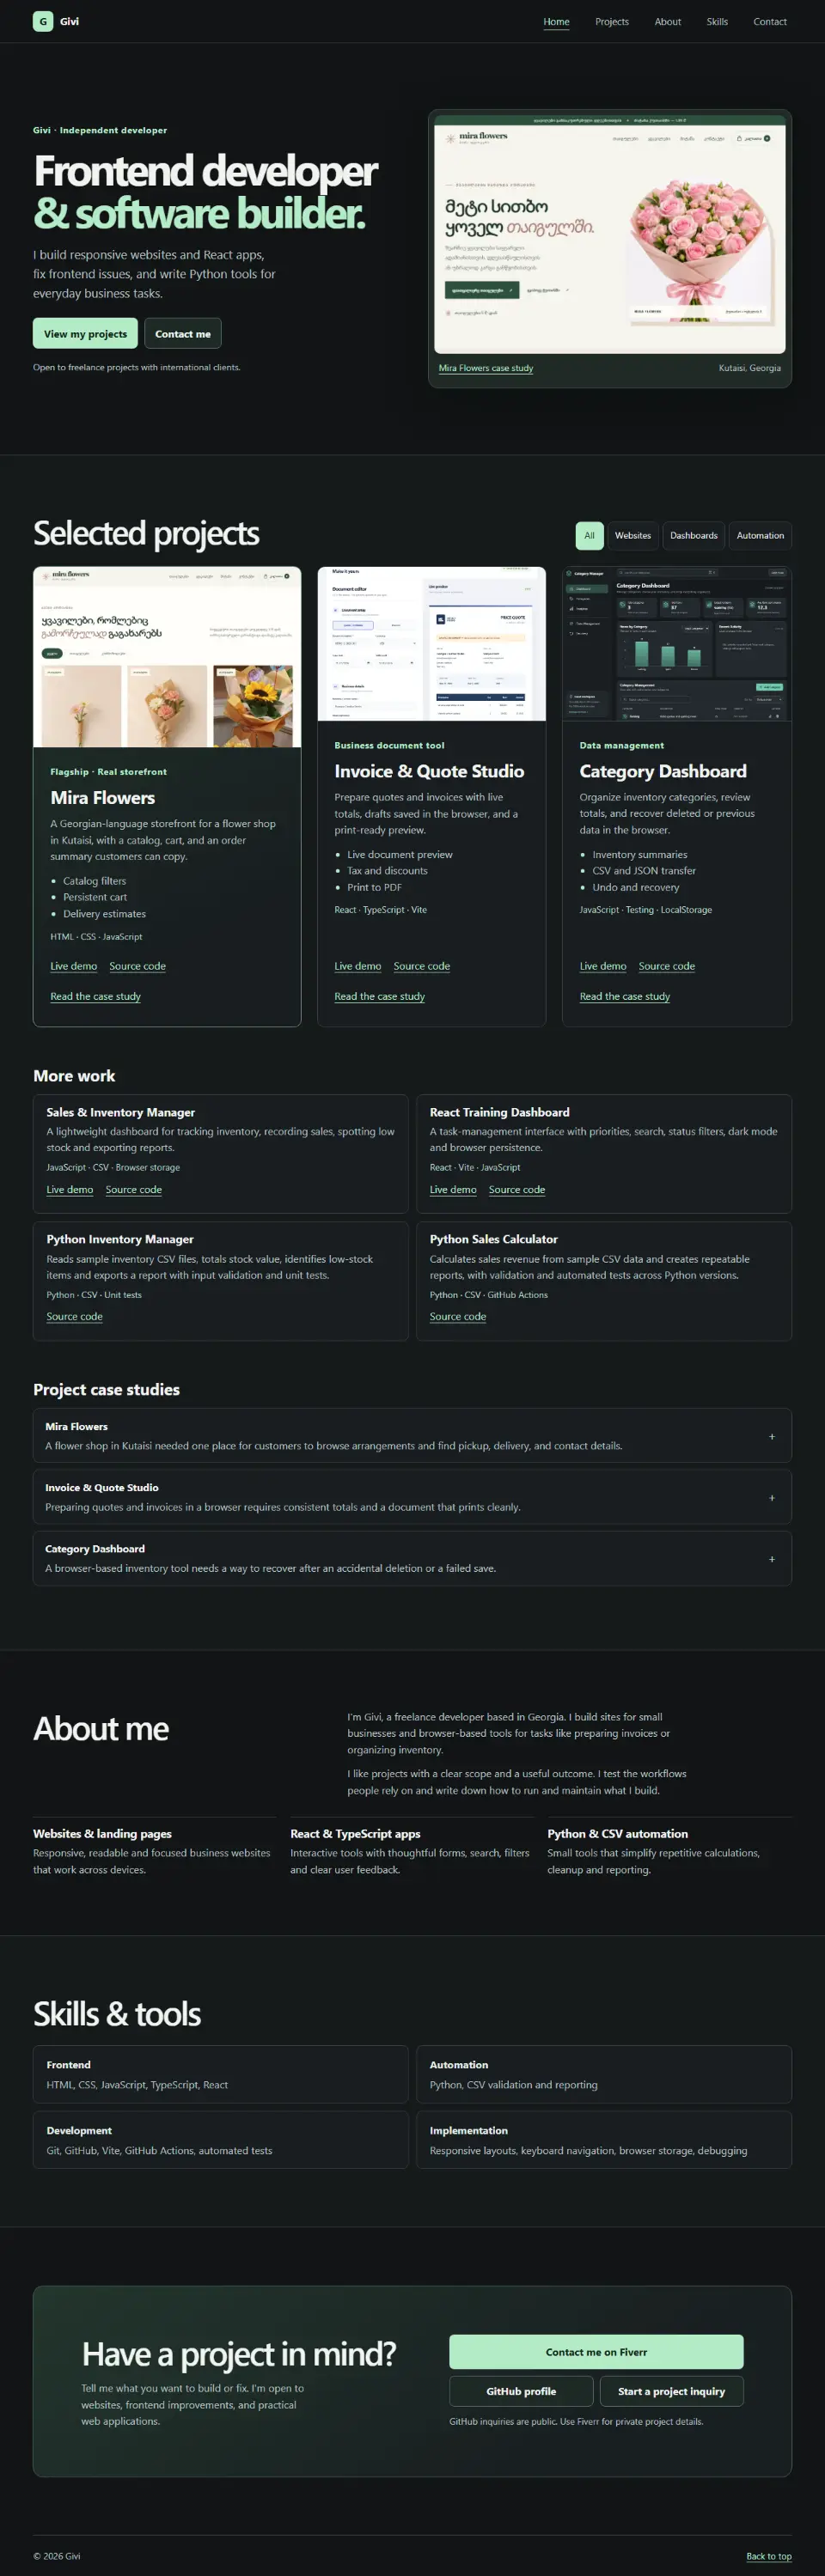 G Givi
Home Projects About Skills Contact
Givi · Independent developer
Frontend developer
& software builder.
I build responsive websites and React apps,
fix frontend issues, and write Python tools for
everyday business tasks.
View my projects Contact me
Open to freelance projects with international clients.
mira flowers
მეტი სითბო
ყოველ თაიგულში.
Mira Flowers case study Kutaisi, Georgia
Selected projects
All Websites Dashboards Automation
mira flowers
ყვავილები, რომლებიც
გამორჩეულად გაგახარებს
Flagship · Real storefront
Mira Flowers
A Georgian-language storefront for a flower shop
in Kutaisi, with a catalog, cart, and an order
summary customers can copy.
• Catalog filters
• Persistent cart
• Delivery estimates
HTML · CSS · JavaScript
Live demo Source code
Read the case study
Make it yours
Document editor
PRICE QUOTE
Business document tool
Invoice & Quote Studio
Prepare quotes and invoices with live
totals, drafts saved in the browser, and a
print-ready preview.
• Live document preview
• Tax and discounts
• Print to PDF
React · TypeScript · Vite
Live demo Source code
Read the case study
Category Manager
Category Dashboard
Data management
Category Dashboard
Organize inventory categories, review
totals, and recover deleted or previous
data in the browser.
• Inventory summaries
• CSV and JSON transfer
• Undo and recovery
JavaScript · Testing · LocalStorage
Live demo Source code
Read the case study
More work
Sales & Inventory Manager
A lightweight dashboard for tracking inventory, recording sales, spotting low
stock and exporting reports.
JavaScript · CSV · Browser storage
Live demo Source code
React Training Dashboard
A task-management interface with priorities, search, status filters, dark mode
and browser persistence.
React · Vite · JavaScript
Live demo Source code
Python Inventory Manager
Reads sample inventory CSV files, totals stock value, identifies low-stock
items and exports a report with input validation and unit tests.
Python · CSV · Unit tests
Source code
Python Sales Calculator
Calculates sales revenue from sample CSV data and creates repeatable
reports, with validation and automated tests across Python versions.
Python · CSV · GitHub Actions
Source code
Project case studies
Mira Flowers
A flower shop in Kutaisi needed one place for customers to browse arrangements and find pickup, delivery, and contact details.
+
Invoice & Quote Studio
Preparing quotes and invoices in a browser requires consistent totals and a document that prints cleanly.
+
Category Dashboard
A browser-based inventory tool needs a way to recover after an accidental deletion or a failed save.
+
About me
I'm Givi, a freelance developer based in Georgia. I build sites for small
businesses and browser-based tools for tasks like preparing invoices or
organizing inventory.
I like projects with a clear scope and a useful outcome. I test the workflows
people rely on and write down how to run and maintain what I build.
Websites & landing pages
Responsive, readable and focused business websites
that work across devices.
React & TypeScript apps
Interactive tools with thoughtful forms, search, filters
and clear user feedback.
Python & CSV automation
Small tools that simplify repetitive calculations,
cleanup and reporting.
Skills & tools
Frontend
HTML, CSS, JavaScript, TypeScript, React
Automation
Python, CSV validation and reporting
Development
Git, GitHub, Vite, GitHub Actions, automated tests
Implementation
Responsive layouts, keyboard navigation, browser storage, debugging
Have a project in mind?
Tell me what you want to build or fix. I'm open to
websites, frontend improvements, and practical
web applications.
Contact me on Fiverr
GitHub profile Start a project inquiry
GitHub inquiries are public. Use Fiverr for private project details.
© 2026 Givi Back to top